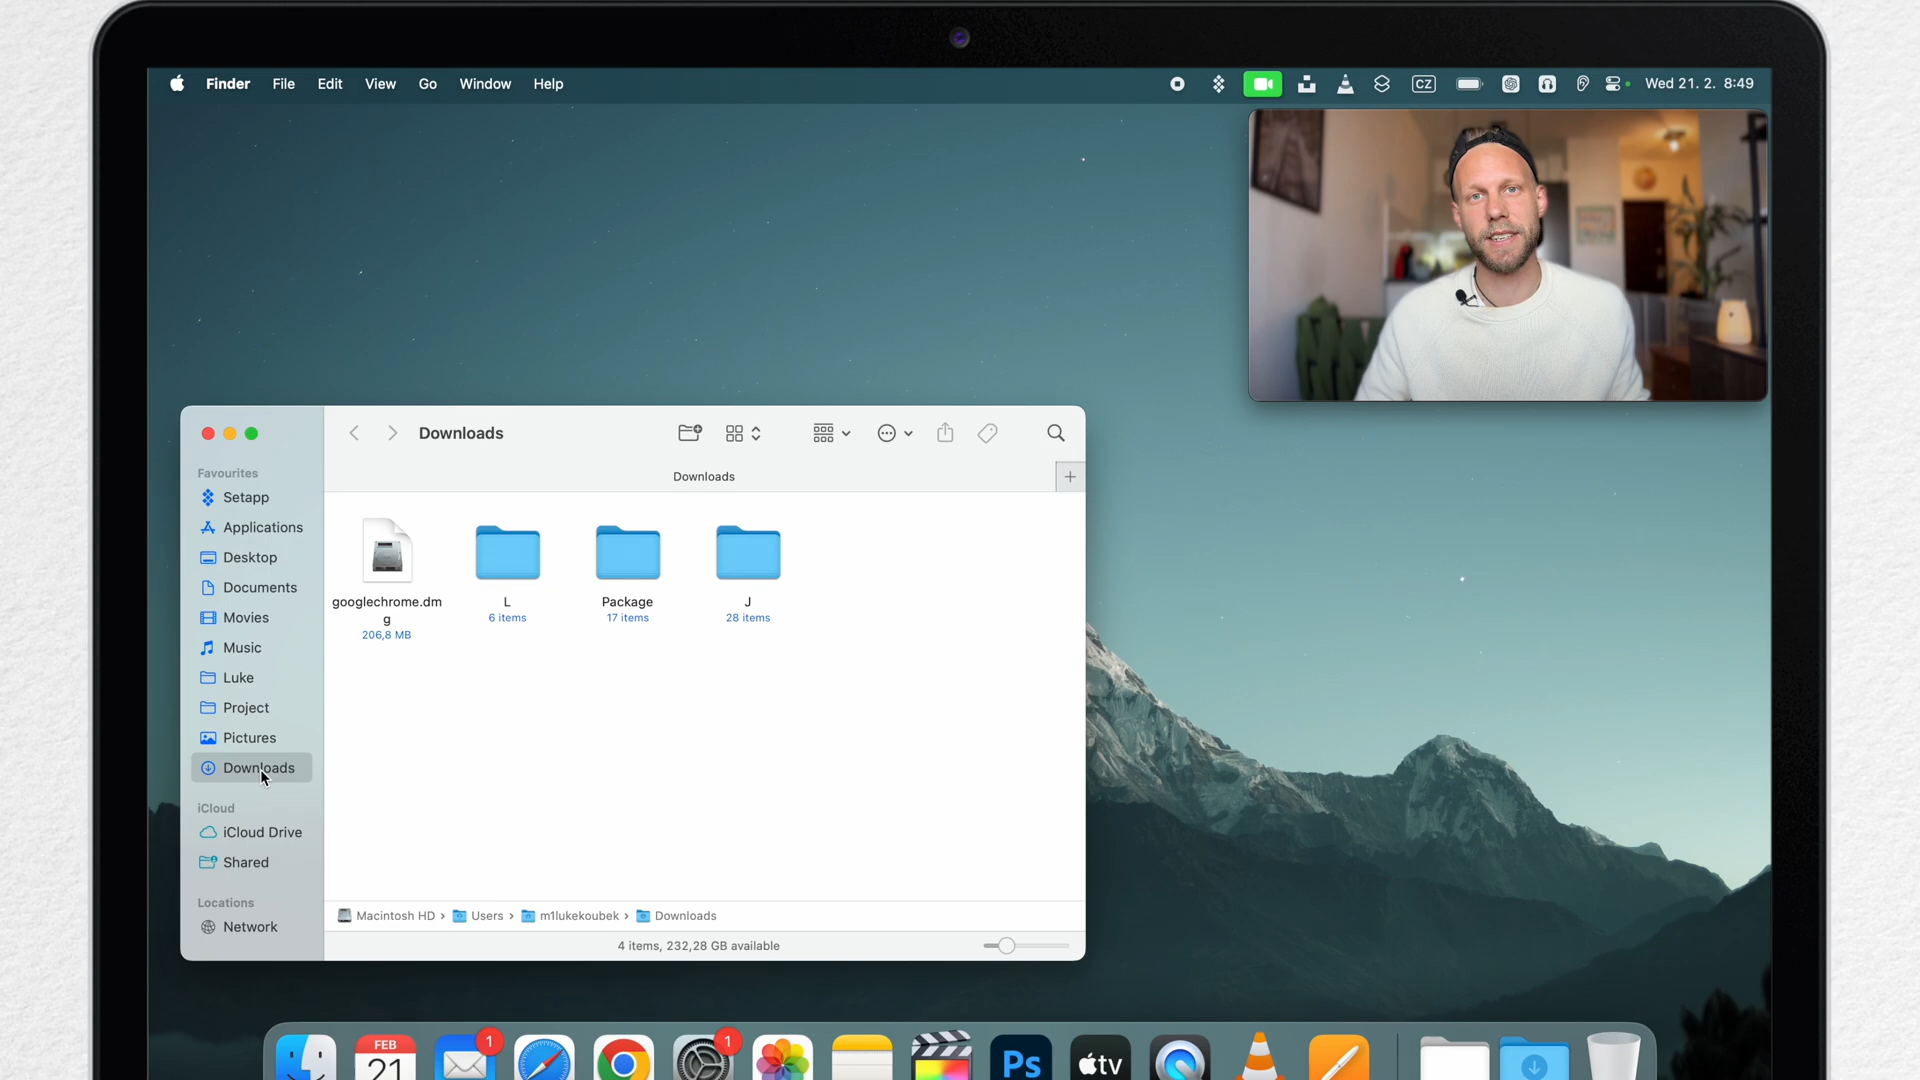 Finder File Edit View Go Window Help
CZ
Wed 21. 2. 8:49
Downloads
Downloads
Favourites
Setapp
Applications
Desktop
Documents
Movies
Music
Luke
Project
Pictures
Downloads
iCloud
iCloud Drive
Shared
Locations
Network
googlechrome.dm
g
206,8 MB
L
6 items
Package
17 items
J
28 items
Macintosh HD › Users › m1lukekoubek › Downloads
4 items, 232,28 GB available
FEB
21
1
1
Ps
tv